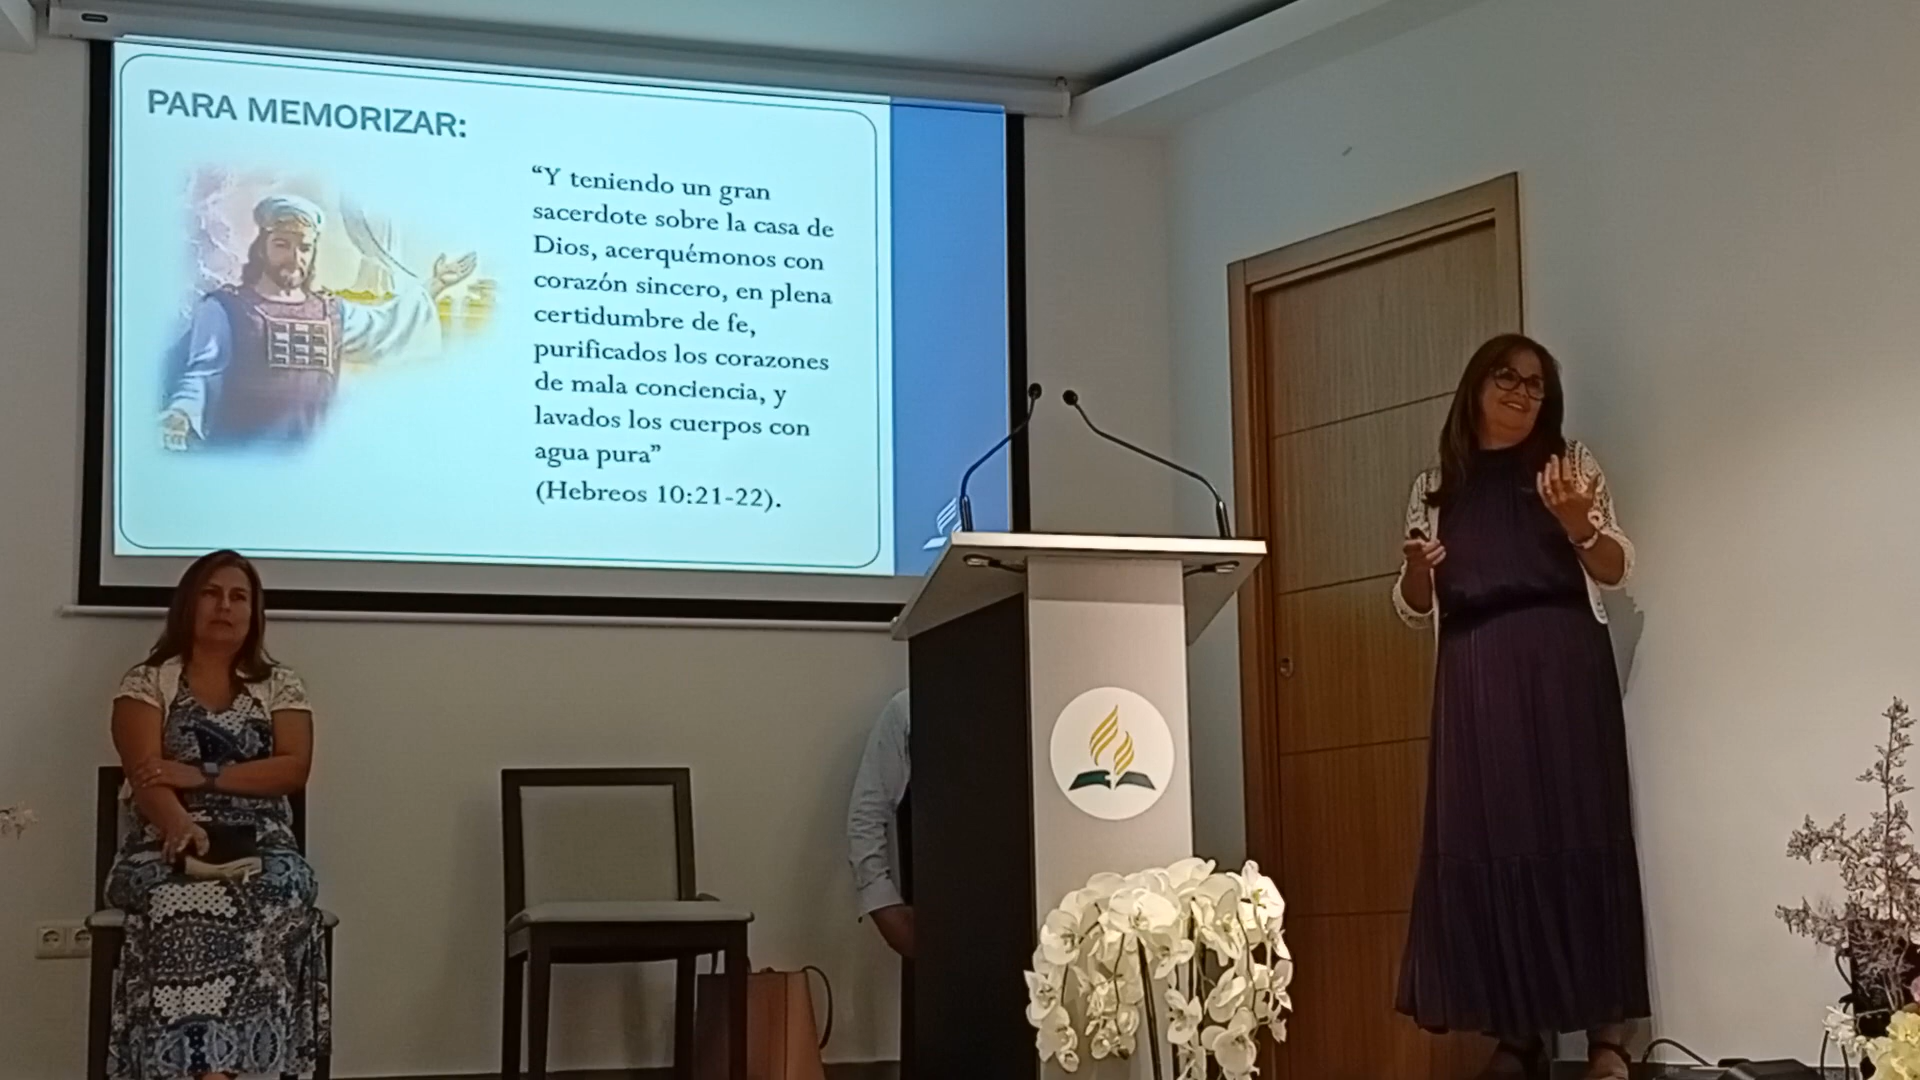 PARA MEMORIZAR:
“Y teniendo un gran
sacerdote sobre la casa de
Dios, acerquémonos con
corazón sincero, en plena
certidumbre de fe,
purificados los corazones
de mala conciencia, y
lavados los cuerpos con
agua pura”
(Hebreos 10:21-22).